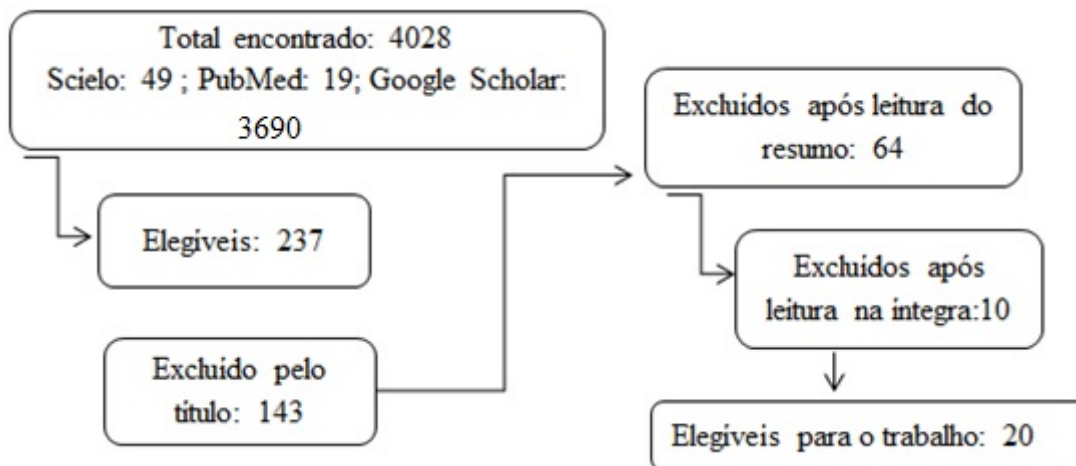 Total encontrado: 4028
Scielo: 49 ; PubMed: 19; Google Scholar:
3690
Elegíveis: 237
Excluído pelo
título: 143
Excluídos após leitura do
resumo: 64
Excluídos após
leitura na íntegra:10
Elegíveis para o trabalho: 20